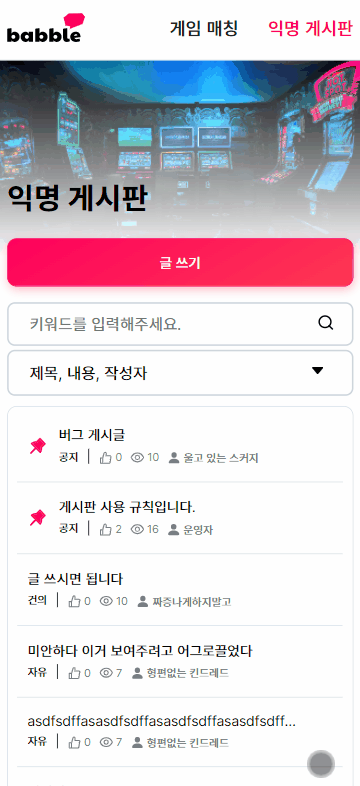 babble 게임 매칭 익명 게시판
익명 게시판
글 쓰기
키워드를 입력해주세요.
제목, 내용, 작성자
버그 게시글
공지 0 10 울고 있는 스커지
게시판 사용 규칙입니다.
공지 2 16 운영자
글 쓰시면 됩니다
건의 0 10 짜증나게하지말고
미안하다 이거 보여주려고 어그로끌었다
자유 0 7 형편없는 킨드레드
asdfsdffasasdfsdffasasdfsdffasasdfsdff...
자유 0 7 형편없는 킨드레드